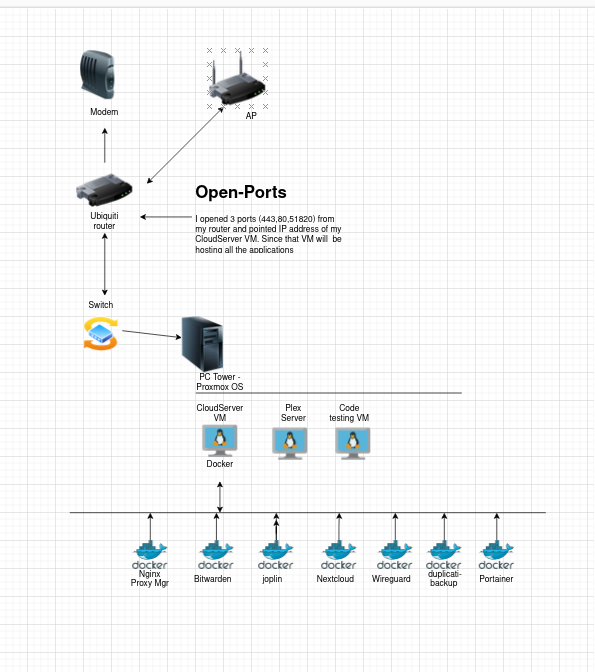 Modem
AP
Open-Ports
Ubiquiti
router
I opened 3 ports (443,80,51820) from
my router and pointed IP address of my
CloudServer VM. Since that VM will be
hosting all the applications
Switch
PC Tower -
Proxmox OS
CloudServer
VM
Plex
Server
Code
testing VM
Docker
docker
docker
docker
docker
docker
docker
docker
Nginx
Proxy Mgr
Bitwarden
joplin
Nextcloud
Wireguard
duplicati-
backup
Portainer